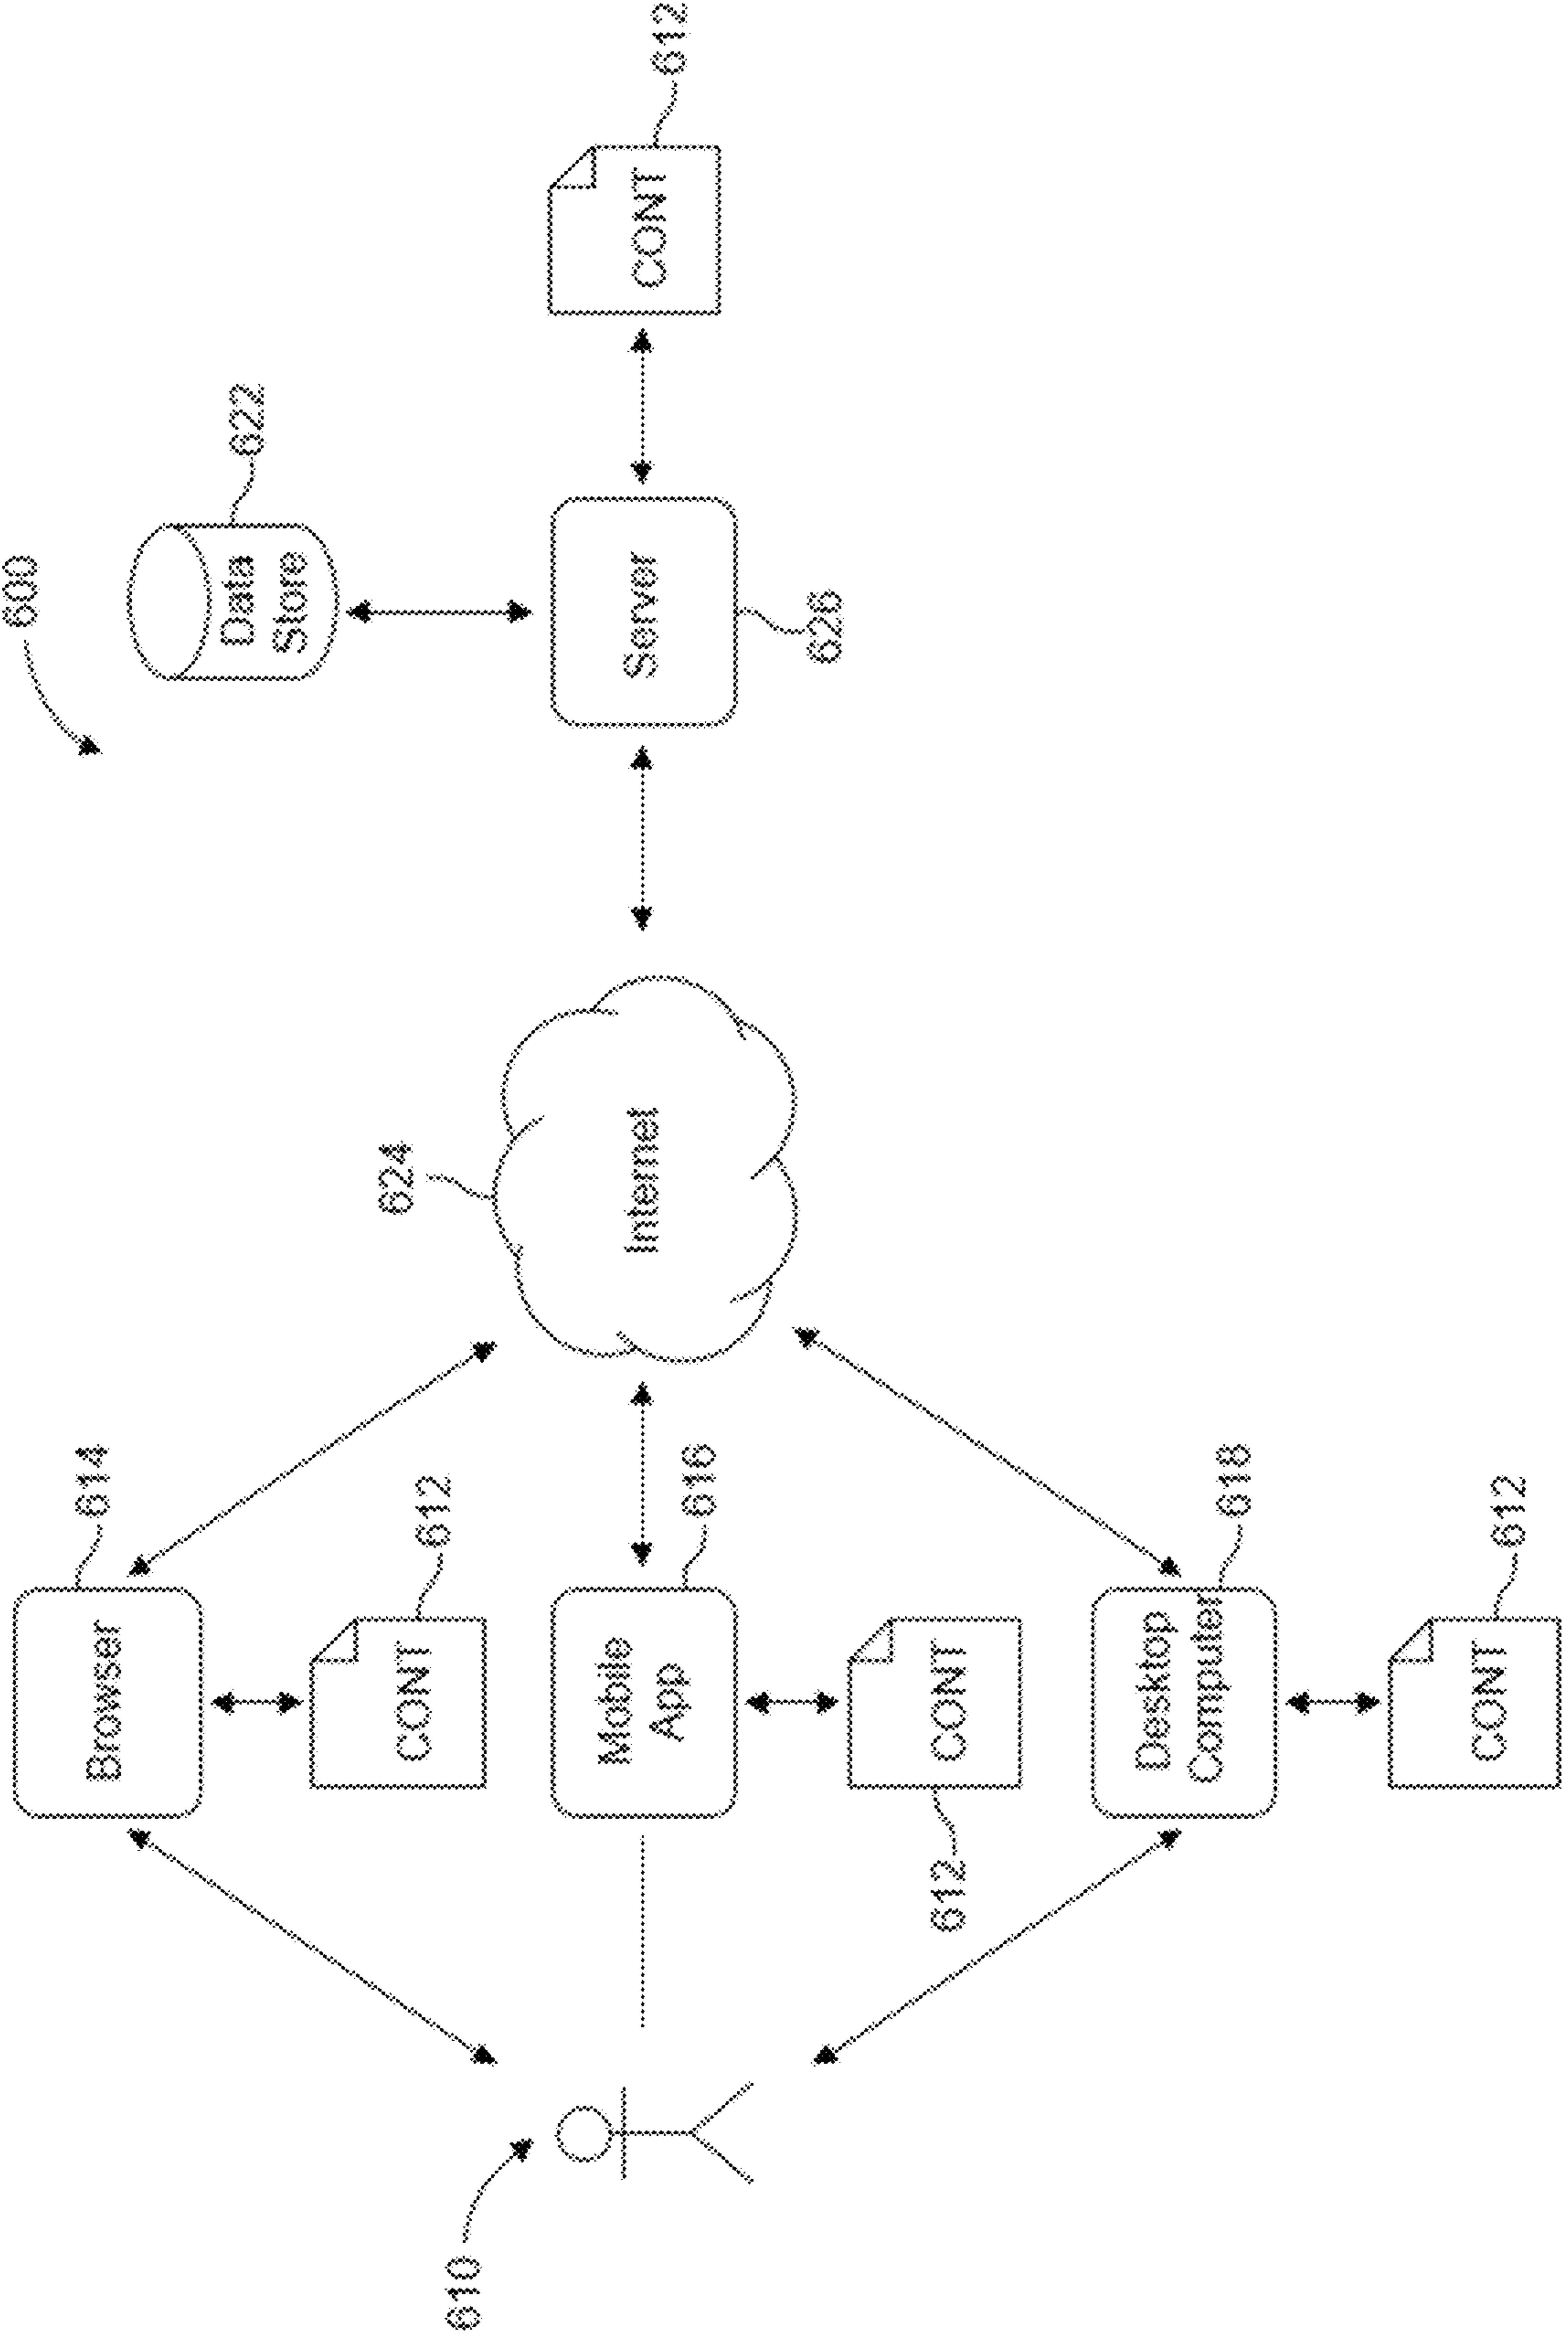 600
610
Browser
614
CONT
612
Mobile
App
616
CONT
612
Desktop
Computer
618
CONT
612
Internet
624
Data
Store
622
Server
626
CONT
612